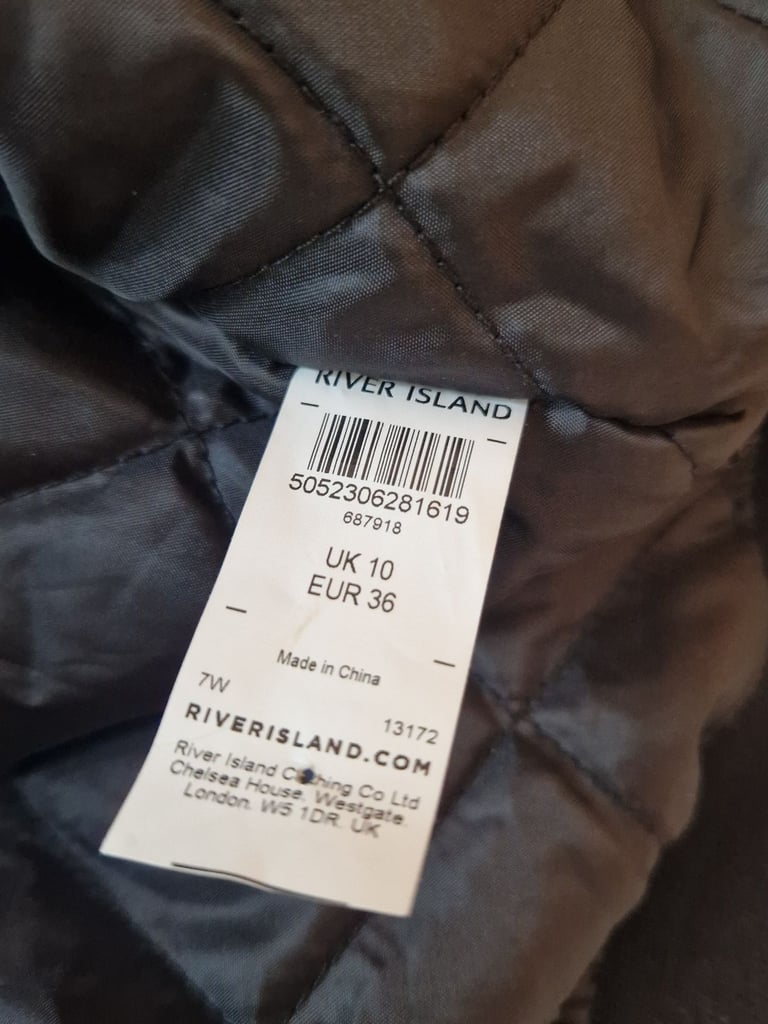 RIVER ISLAND
5052306281619
687918
UK 10
EUR 36
Made in China
7W
13172
RIVERISLAND.COM
River Island Co Ltd
Chelsea House, Westgate,
London. W5 1DR. UK